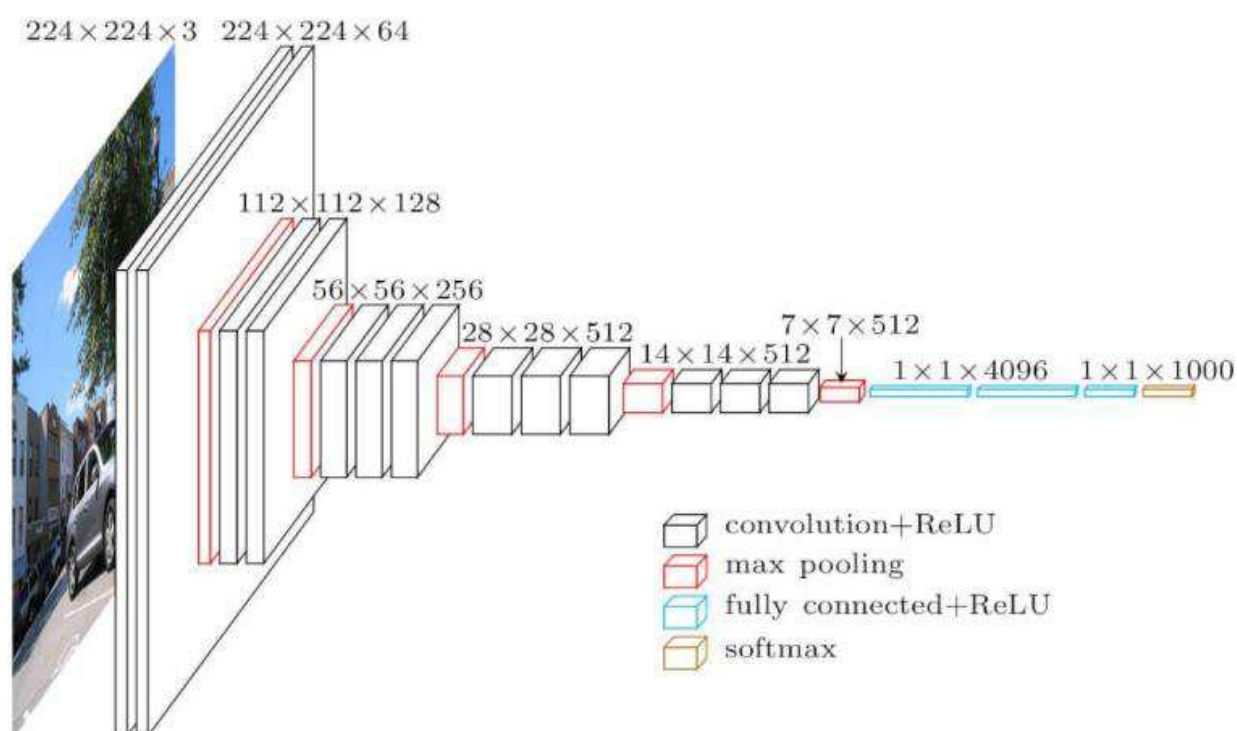 224×224×3
224×224×64
112×112×128
56×56×256
28×28×512
14×14×512
7×7×512
1×1×4096
1×1×1000
convolution+ReLU
max pooling
fully connected+ReLU
softmax